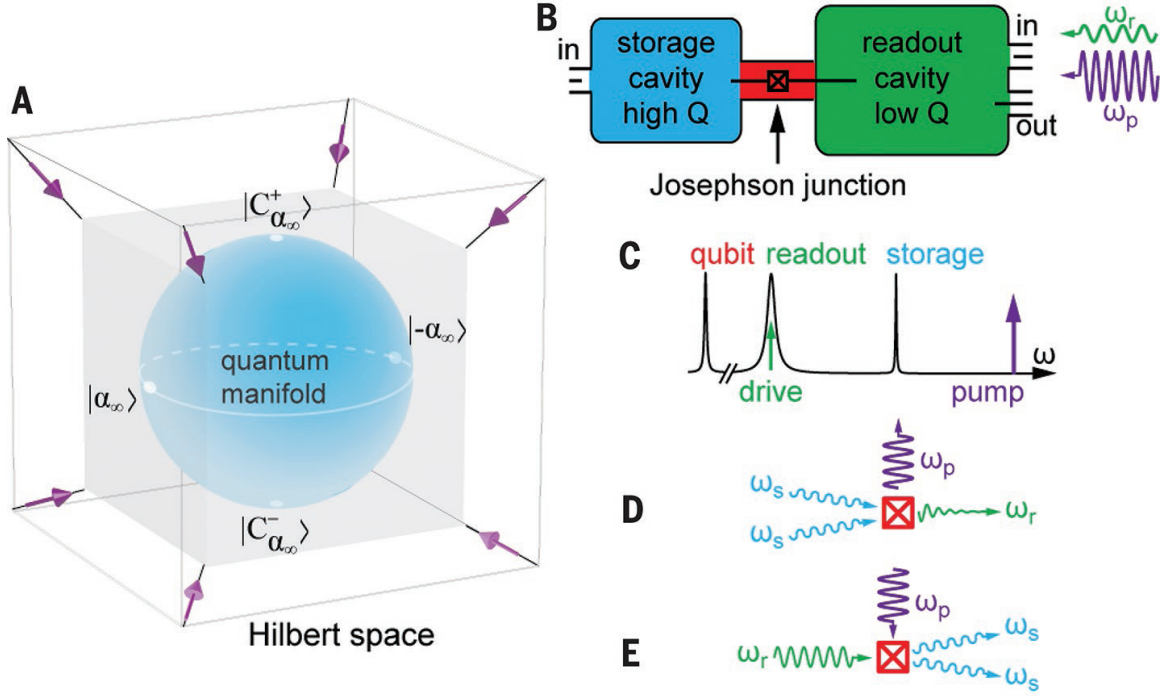 A
|C⁺α∞⟩
|-α∞⟩
quantum
manifold
|α∞⟩
|C⁻α∞⟩
Hilbert space
B
in
storage
cavity
high Q
readout
cavity
low Q
in
out
ωr
ωp
Josephson junction
C
qubit readout storage
drive
pump
ω
D
ωs
ωs
ωp
ωr
E
ωr
ωp
ωs
ωs